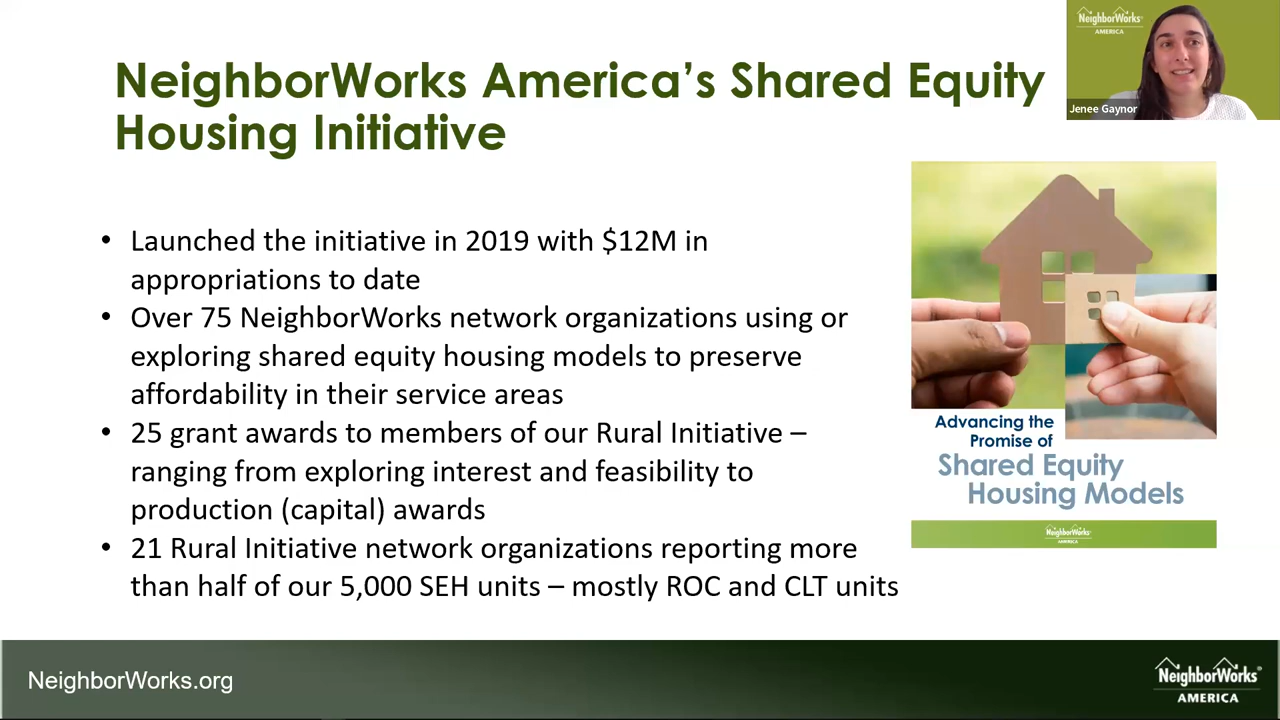 NeighborWorks America’s Shared Equity
Housing Initiative
NeighborWorks®
AMERICA
Jenee Gaynor
• Launched the initiative in 2019 with $12M in
appropriations to date
• Over 75 NeighborWorks network organizations using or
exploring shared equity housing models to preserve
affordability in their service areas
• 25 grant awards to members of our Rural Initiative –
ranging from exploring interest and feasibility to
production (capital) awards
• 21 Rural Initiative network organizations reporting more
than half of our 5,000 SEH units – mostly ROC and CLT units
Advancing the
Promise of
Shared Equity
Housing Models
NeighborWorks®
AMERICA
NeighborWorks.org
NeighborWorks®
AMERICA